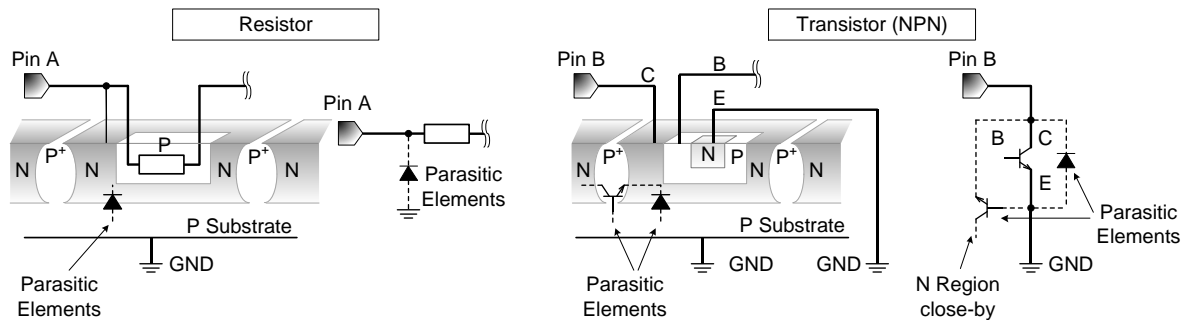 Resistor
Transistor (NPN)
Pin A
Pin A
P
N P+ N P+ N
Parasitic
Elements
P Substrate
GND
Parasitic
Elements
Pin B
C
B
E
N P+ N P P+ N
N
P Substrate
GND
GND
Parasitic
Elements
Pin B
B
C
E
Parasitic
Elements
GND
N Region
close-by